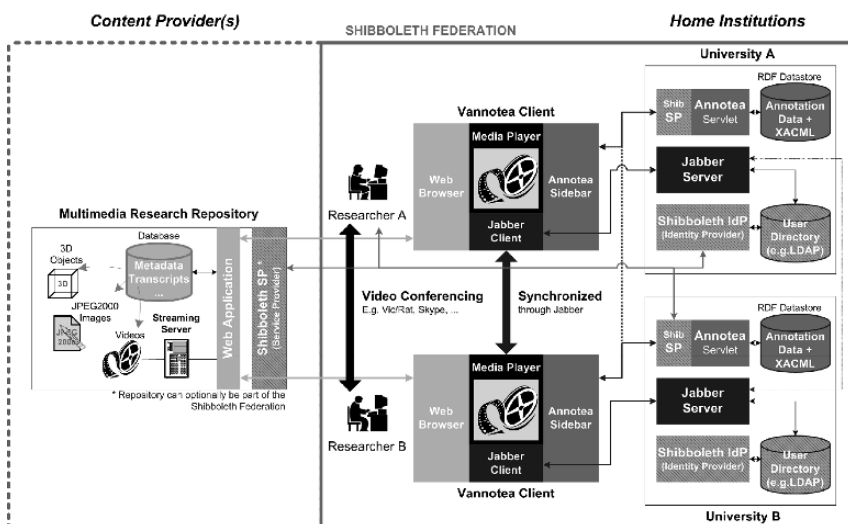 Content Provider(s)
Home Institutions
SHIBBOLETH FEDERATION
University A
RDF Datastore
Shib
SP
Annotea
Servlet
Annotation
Data +
XACML
Jabber
Server
Shibboleth IdP
(Identity Provider)
User
Directory
(e.g.LDAP)
Vannotea Client
Media Player
Web
Browser
Annotea
Sidebar
Jabber
Client
Researcher A
Multimedia Research Repository
Database
3D
Objects
3D
Metadata
Transcripts
...
JPEG2000
Images
Videos
Streaming
Server
Web Application
Shibboleth SP *
(Service Provider)
* Repository can optionally be part of the
Shibboleth Federation
Video Conferencing
E.g. Vic/Rat, Skype, ...
Synchronized
through Jabber
Researcher B
Media Player
Web
Browser
Annotea
Sidebar
Jabber
Client
Vannotea Client
RDF Datastore
Shib
SP
Annotea
Servlet
Annotation
Data +
XACML
Jabber
Server
Shibboleth IdP
(Identity Provider)
User
Directory
(e.g.LDAP)
University B